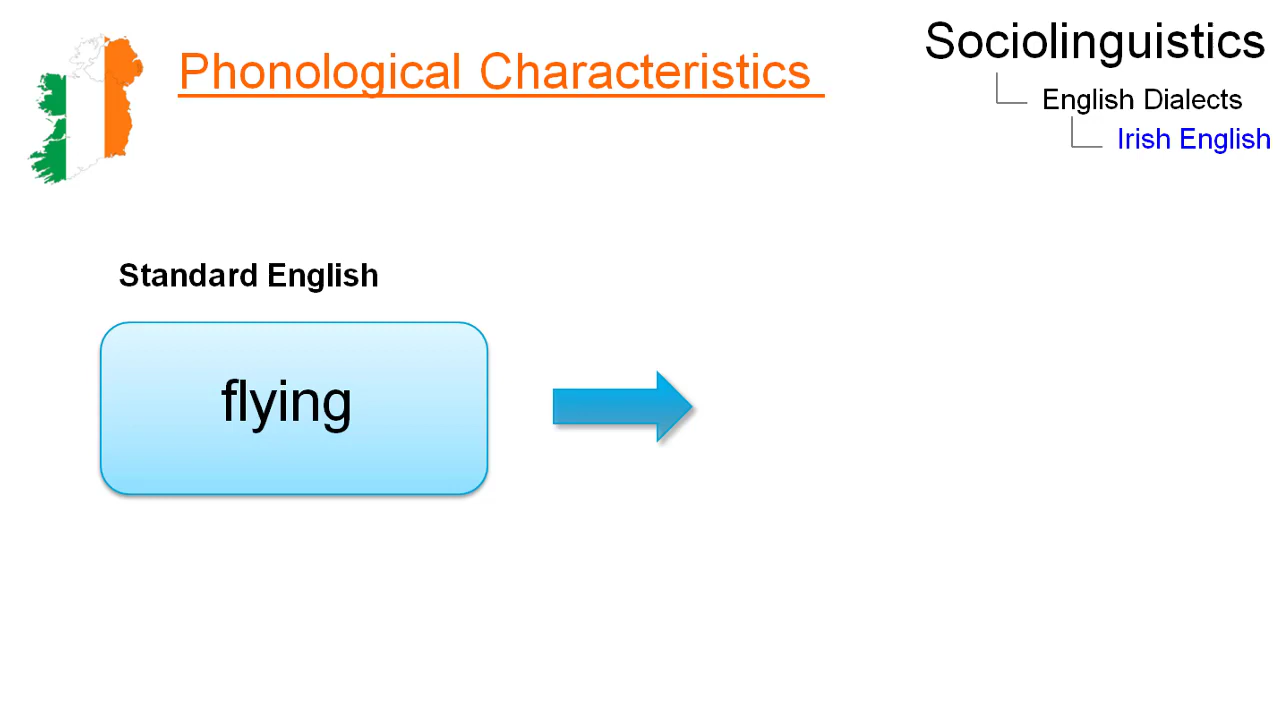 Phonological Characteristics
Sociolinguistics
English Dialects
Irish English
Standard English
flying